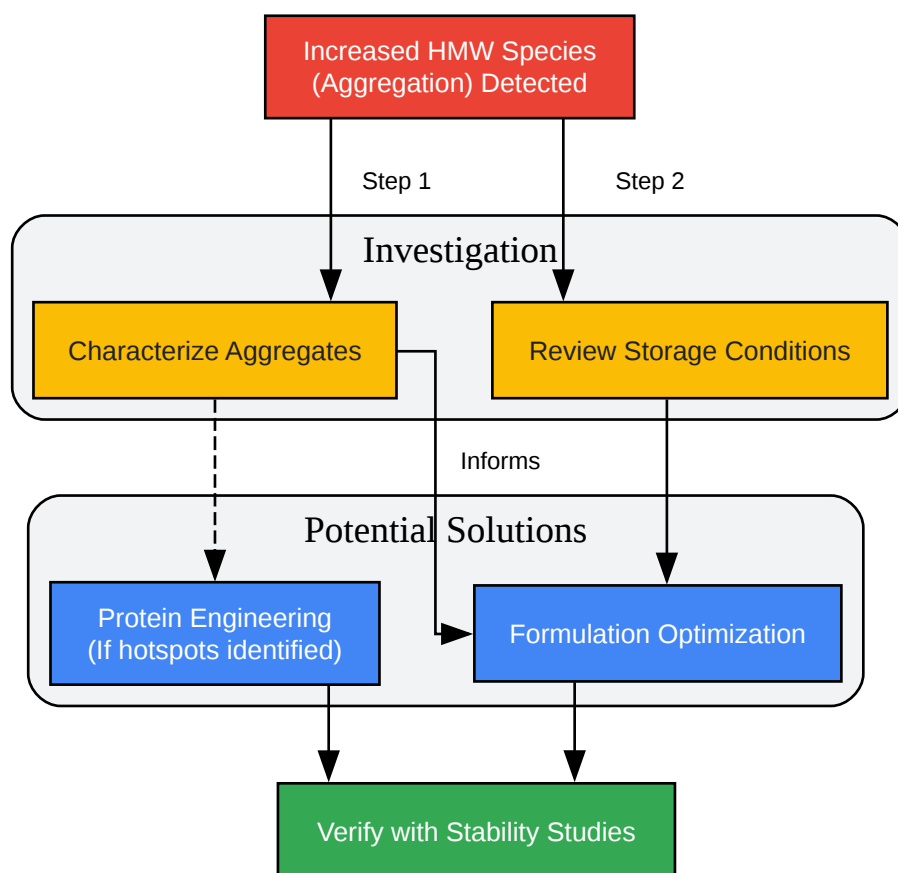 Increased HMW Species
(Aggregation) Detected
Step 1
Step 2
Investigation
Characterize Aggregates
Review Storage Conditions
Informs
Potential Solutions
Protein Engineering
(If hotspots identified)
Formulation Optimization
Verify with Stability Studies